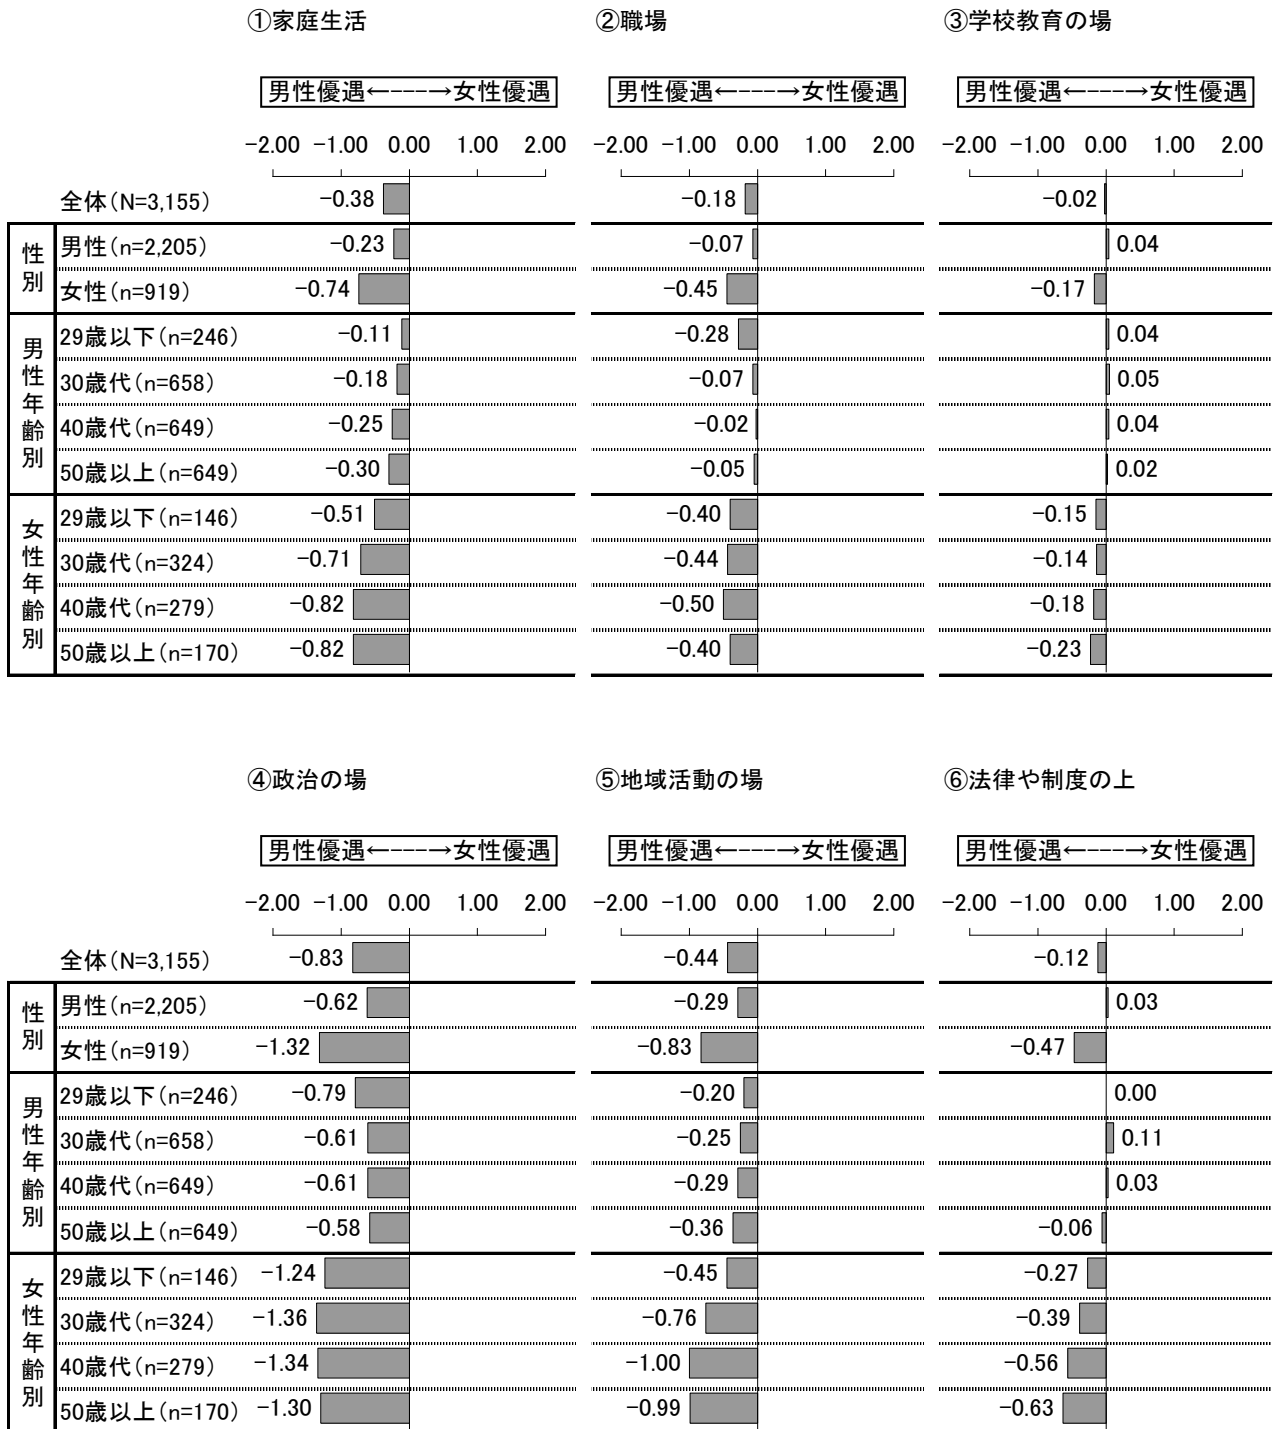 ①家庭生活 ②職場 ③学校教育の場
男性優遇←---→女性優遇 男性優遇←---→女性優遇 男性優遇←---→女性優遇
-2.00 -1.00 0.00 1.00 2.00 -2.00 -1.00 0.00 1.00 2.00 -2.00 -1.00 0.00 1.00 2.00
全体(N=3,155) -0.38 -0.18 -0.02
性別
男性(n=2,205) -0.23 -0.07 0.04
女性(n=919) -0.74 -0.45 -0.17
男性年齢別
29歳以下(n=246) -0.11 -0.28 0.04
30歳代(n=658) -0.18 -0.07 0.05
40歳代(n=649) -0.25 -0.02 0.04
50歳以上(n=649) -0.30 -0.05 0.02
女性年齢別
29歳以下(n=146) -0.51 -0.40 -0.15
30歳代(n=324) -0.71 -0.44 -0.14
40歳代(n=279) -0.82 -0.50 -0.18
50歳以上(n=170) -0.82 -0.40 -0.23
④政治の場 ⑤地域活動の場 ⑥法律や制度の上
男性優遇←---→女性優遇 男性優遇←---→女性優遇 男性優遇←---→女性優遇
-2.00 -1.00 0.00 1.00 2.00 -2.00 -1.00 0.00 1.00 2.00 -2.00 -1.00 0.00 1.00 2.00
全体(N=3,155) -0.83 -0.44 -0.12
性別
男性(n=2,205) -0.62 -0.29 0.03
女性(n=919) -1.32 -0.83 -0.47
男性年齢別
29歳以下(n=246) -0.79 -0.20 0.00
30歳代(n=658) -0.61 -0.25 0.11
40歳代(n=649) -0.61 -0.29 0.03
50歳以上(n=649) -0.58 -0.36 -0.06
女性年齢別
29歳以下(n=146) -1.24 -0.45 -0.27
30歳代(n=324) -1.36 -0.76 -0.39
40歳代(n=279) -1.34 -1.00 -0.56
50歳以上(n=170) -1.30 -0.99 -0.63